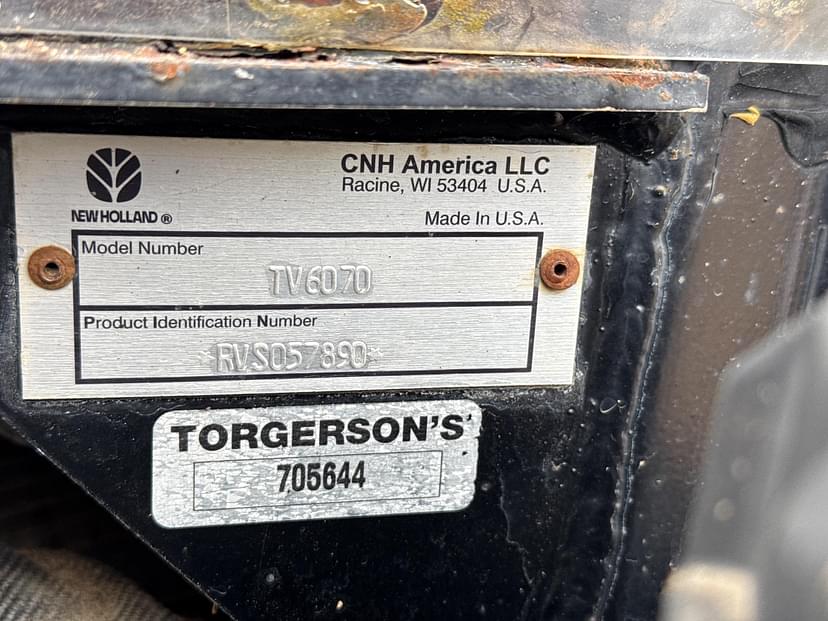 CNH America LLC
Racine, WI 53404 U.S.A.
NEW HOLLAND ®
Made In U.S.A.
Model Number
TV6070
Product Identification Number
*RVS057890*
TORGERSON'S
705644